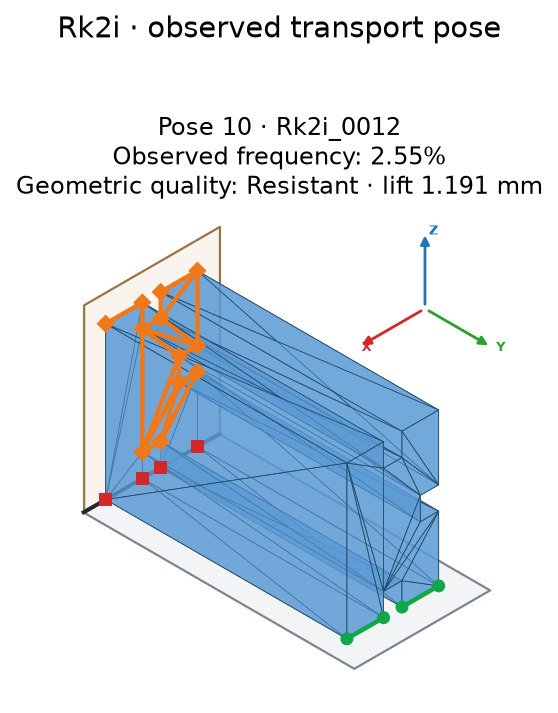 Rk2i · observed transport pose
Pose 10 · Rk2i_0012
Observed frequency: 2.55%
Geometric quality: Resistant · lift 1.191 mm
Z
X
Y